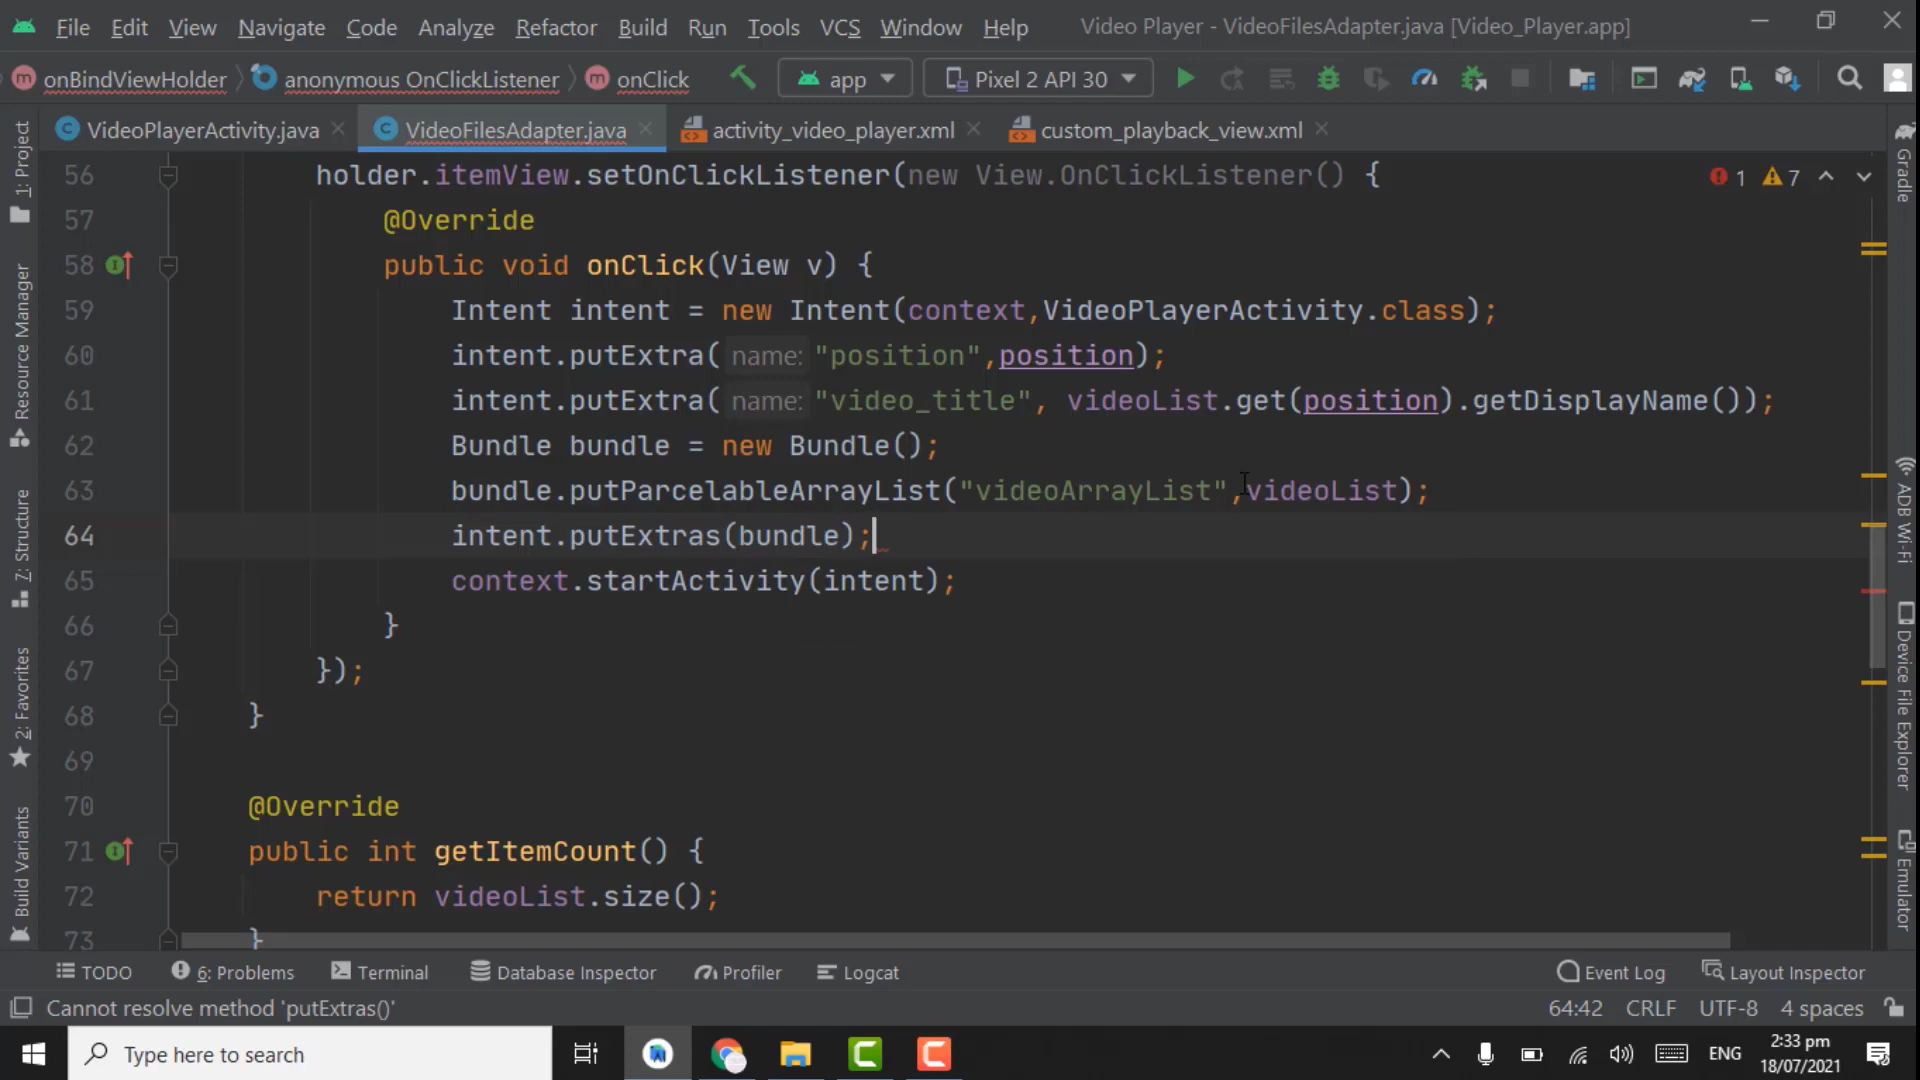 File Edit View Navigate Code Analyze Refactor Build Run Tools VCS Window Help Video Player - VideoFilesAdapter.java [Video_Player.app]
onBindViewHolder anonymous OnClickListener onClick app Pixel 2 API 30
VideoPlayerActivity.java VideoFilesAdapter.java activity_video_player.xml custom_playback_view.xml
1: Project
Resource Manager
7: Structure
2: Favorites
Build Variants
1 7
56 holder.itemView.setOnClickListener(new View.OnClickListener() {
57 @Override
58 public void onClick(View v) {
59 Intent intent = new Intent(context,VideoPlayerActivity.class);
60 intent.putExtra( name: "position",position);
61 intent.putExtra( name: "video_title", videoList.get(position).getDisplayName());
62 Bundle bundle = new Bundle();
63 bundle.putParcelableArrayList("videoArrayList",videoList);
64 intent.putExtras(bundle);
65 context.startActivity(intent);
66 }
67 });
68 }
69
70 @Override
71 public int getItemCount() {
72 return videoList.size();
73 }
Gradle
ADB Wi-Fi
Device File Explorer
Emulator
TODO 6: Problems Terminal Database Inspector Profiler Logcat Event Log Layout Inspector
Cannot resolve method 'putExtras()' 64:42 CRLF UTF-8 4 spaces
Type here to search ENG 2:33 pm
18/07/2021